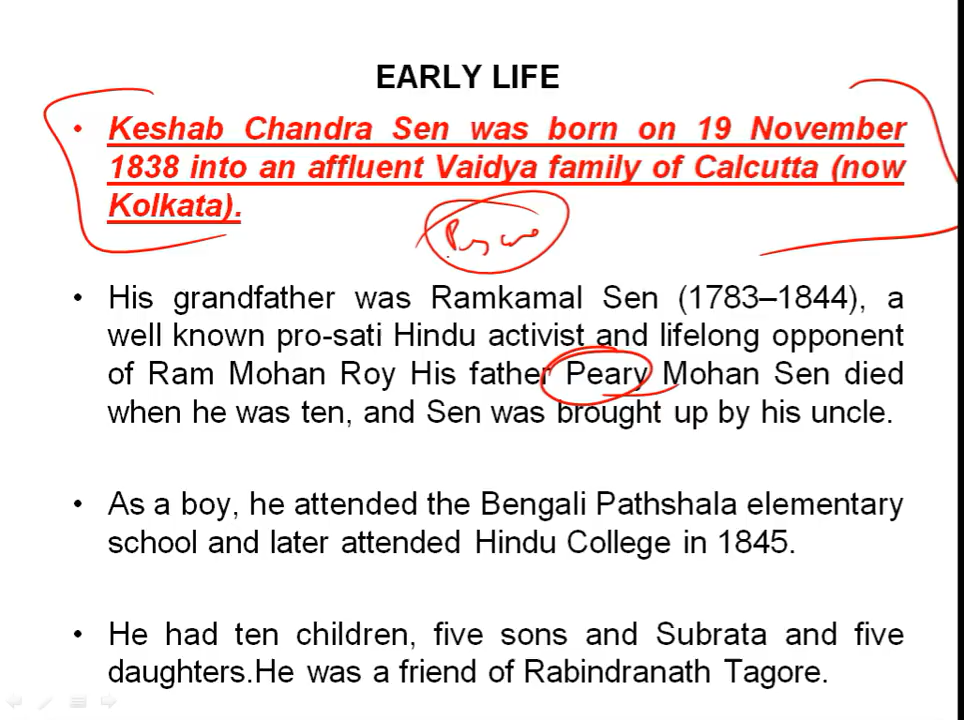 EARLY LIFE
• Keshab Chandra Sen was born on 19 November
1838 into an affluent Vaidya family of Calcutta (now
Kolkata).
• His grandfather was Ramkamal Sen (1783–1844), a
well known pro-sati Hindu activist and lifelong opponent
of Ram Mohan Roy His father Peary Mohan Sen died
when he was ten, and Sen was brought up by his uncle.
• As a boy, he attended the Bengali Pathshala elementary
school and later attended Hindu College in 1845.
• He had ten children, five sons and Subrata and five
daughters.He was a friend of Rabindranath Tagore.